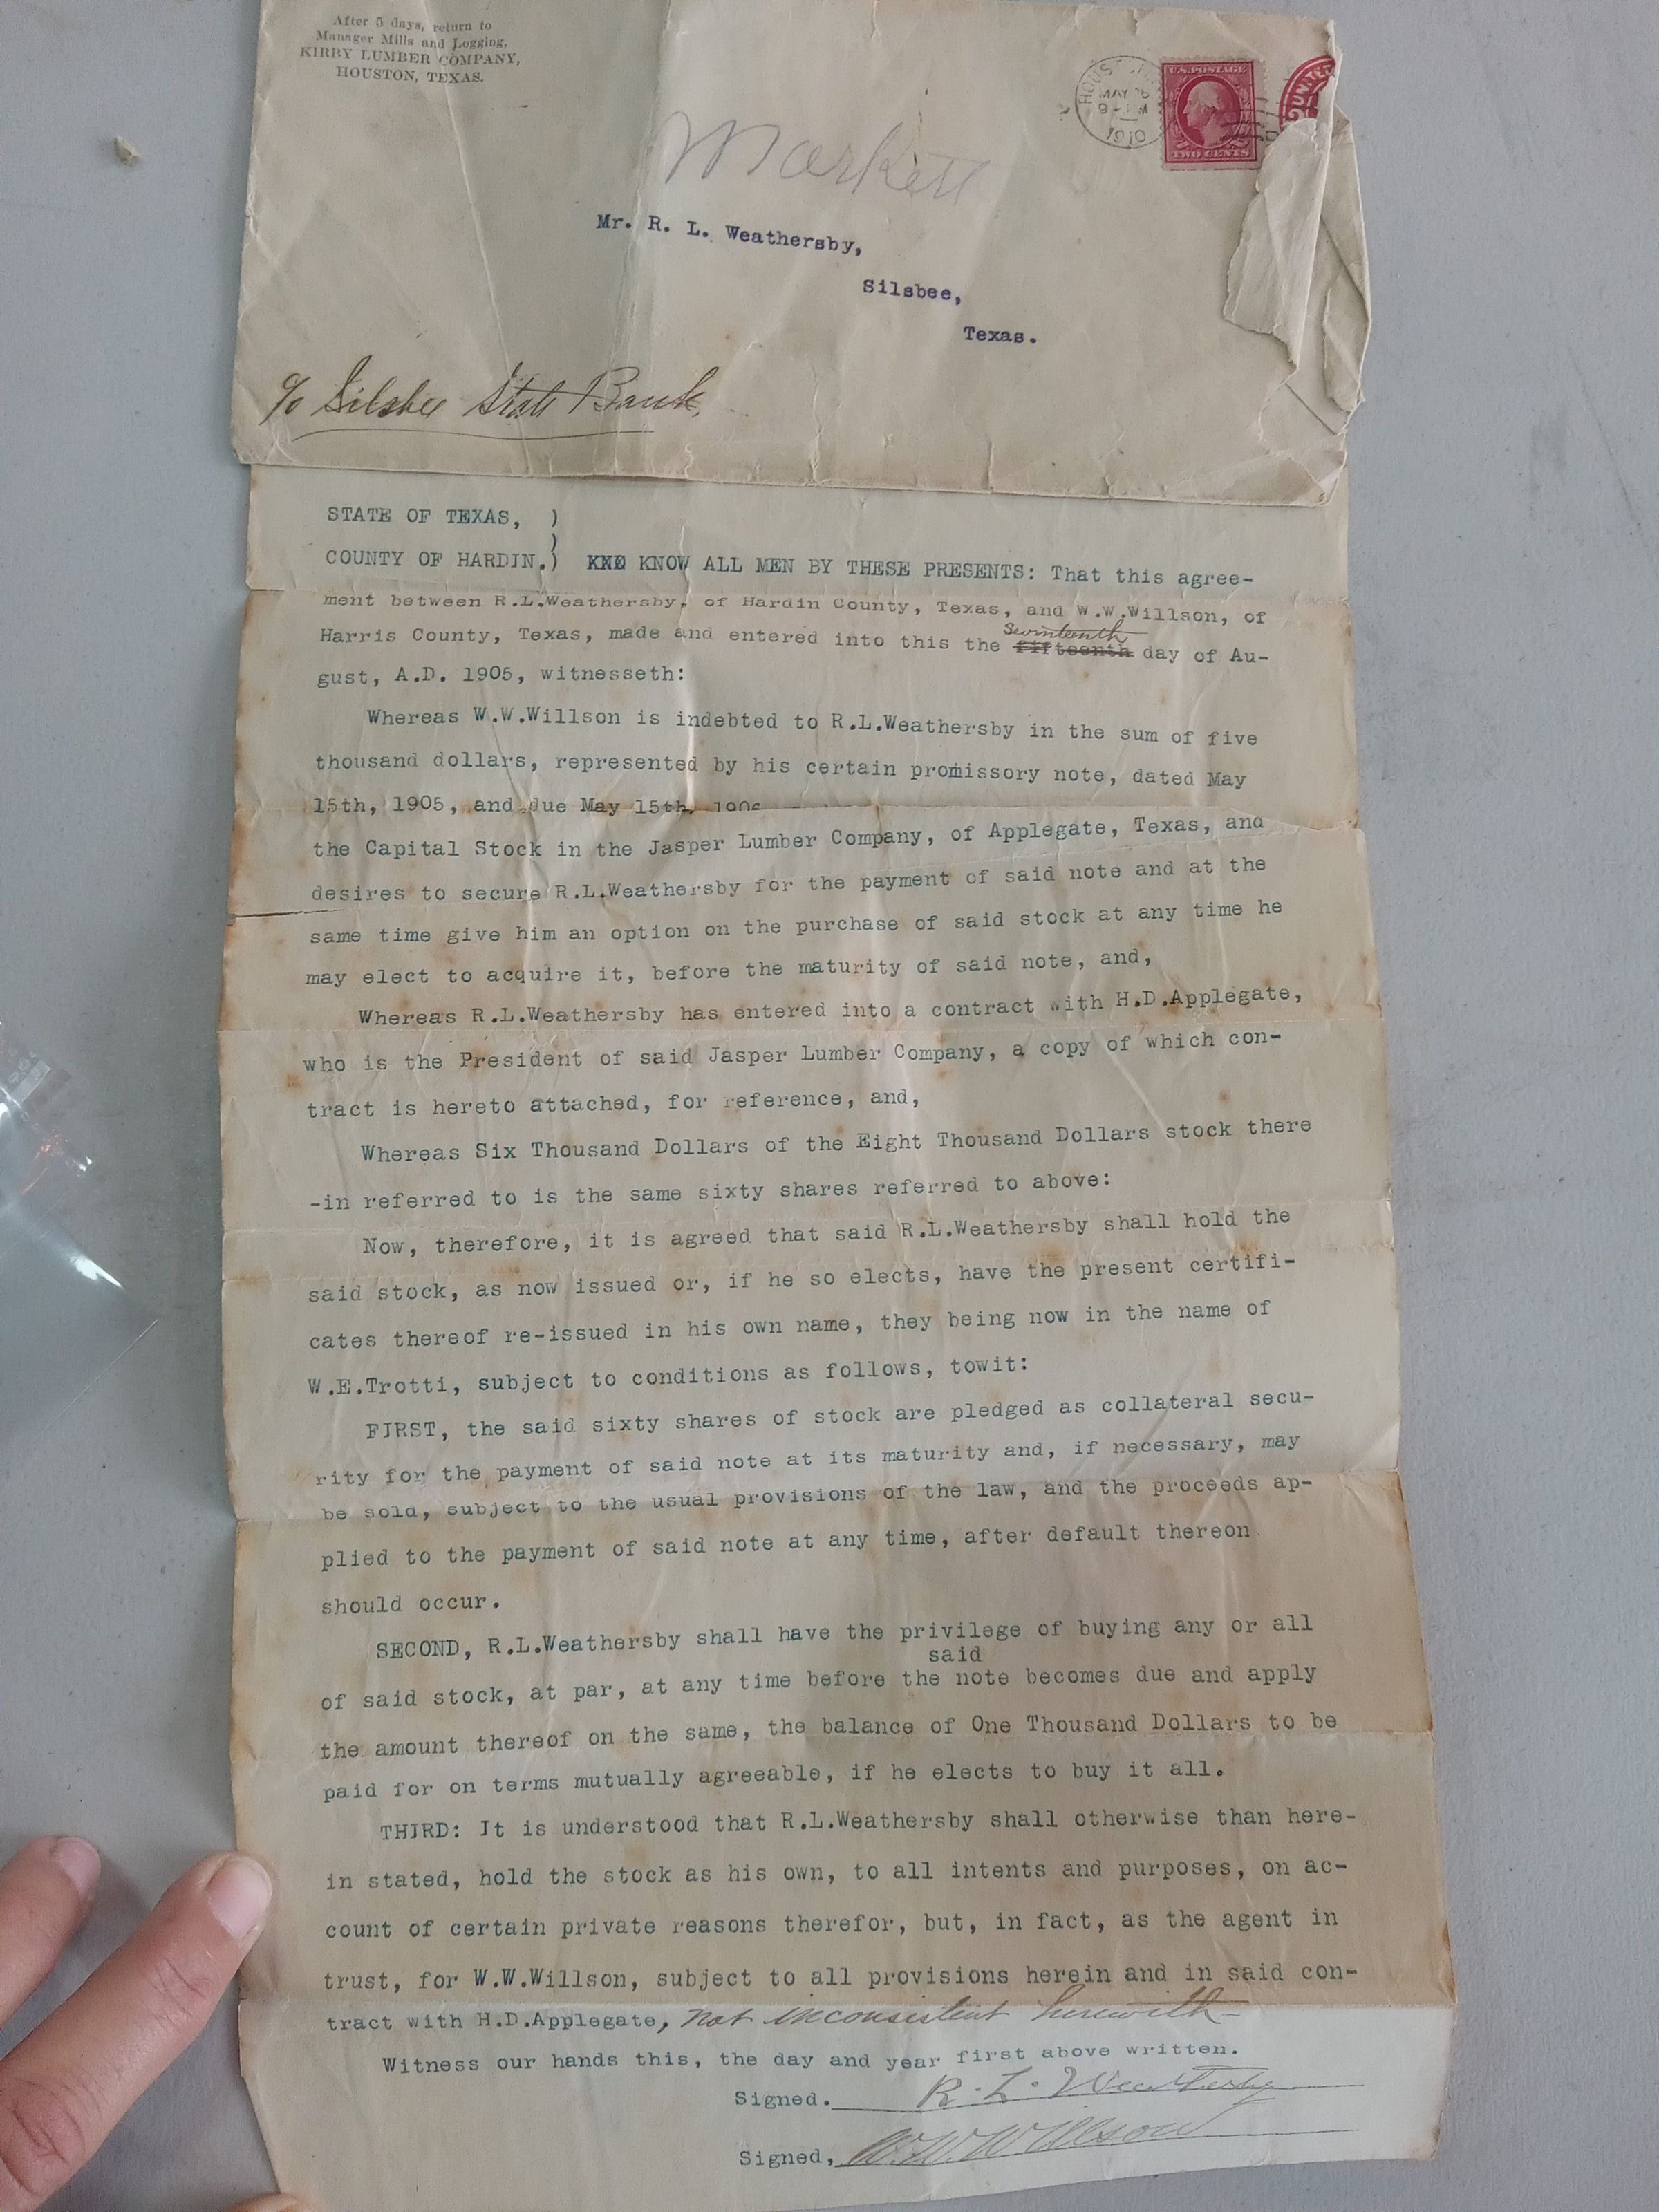 After 5 days, return to
Manager Mills and Logging,
KIRBY LUMBER COMPANY,
HOUSTON, TEXAS.
HOUS
MAY
9 - M
1910
U.S. POSTAGE
TWO CENTS
UNITED
Mr. R. L. Weathersby,
Silsbee,
Texas.
c/o Silsbee State Bank,
STATE OF TEXAS, )
)
COUNTY OF HARDIN.) KNO KNOW ALL MEN BY THESE PRESENTS: That this agree-
ment between R.L.Weathersby, of Hardin County, Texas, and W.W.Willson, of
Seventeenth
Harris County, Texas, made and entered into this the fifteenth day of Au-
gust, A.D. 1905, witnesseth:
Whereas W.W.Willson is indebted to R.L.Weathersby in the sum of five
thousand dollars, represented by his certain promissory note, dated May
15th, 1905, and due May 15th, 190
the Capital Stock in the Jasper Lumber Company, of Applegate, Texas, and
desires to secure R.L.Weathersby for the payment of said note and at the
same time give him an option on the purchase of said stock at any time he
may elect to acquire it, before the maturity of said note, and,
Whereas R.L.Weathersby has entered into a contract with H.D.Applegate,
who is the President of said Jasper Lumber Company, a copy of which con-
tract is hereto attached, for reference, and,
Whereas Six Thousand Dollars of the Eight Thousand Dollars stock there
-in referred to is the same sixty shares referred to above:
Now, therefore, it is agreed that said R.L.Weathersby shall hold the
said stock, as now issued or, if he so elects, have the present certifi-
cates thereof re-issued in his own name, they being now in the name of
W.E.Trotti, subject to conditions as follows, towit:
FIRST, the said sixty shares of stock are pledged as collateral secu-
rity for the payment of said note at its maturity and, if necessary, may
be sold, subject to the usual provisions of the law, and the proceeds ap-
plied to the payment of said note at any time, after default thereon
should occur.
SECOND, R.L.Weathersby shall have the privilege of buying any or all
said
of said stock, at par, at any time before the note becomes due and apply
the amount thereof on the same, the balance of One Thousand Dollars to be
paid for on terms mutually agreeable, if he elects to buy it all.
THIRD: It is understood that R.L.Weathersby shall otherwise than here-
in stated, hold the stock as his own, to all intents and purposes, on ac-
count of certain private reasons therefor, but, in fact, as the agent in
trust, for W.W.Willson, subject to all provisions herein and in said con-
tract with H.D.Applegate, not inconsistent herewith
Witness our hands this, the day and year first above written.
Signed. R. L. Weathersby
Signed, W.W. Willson